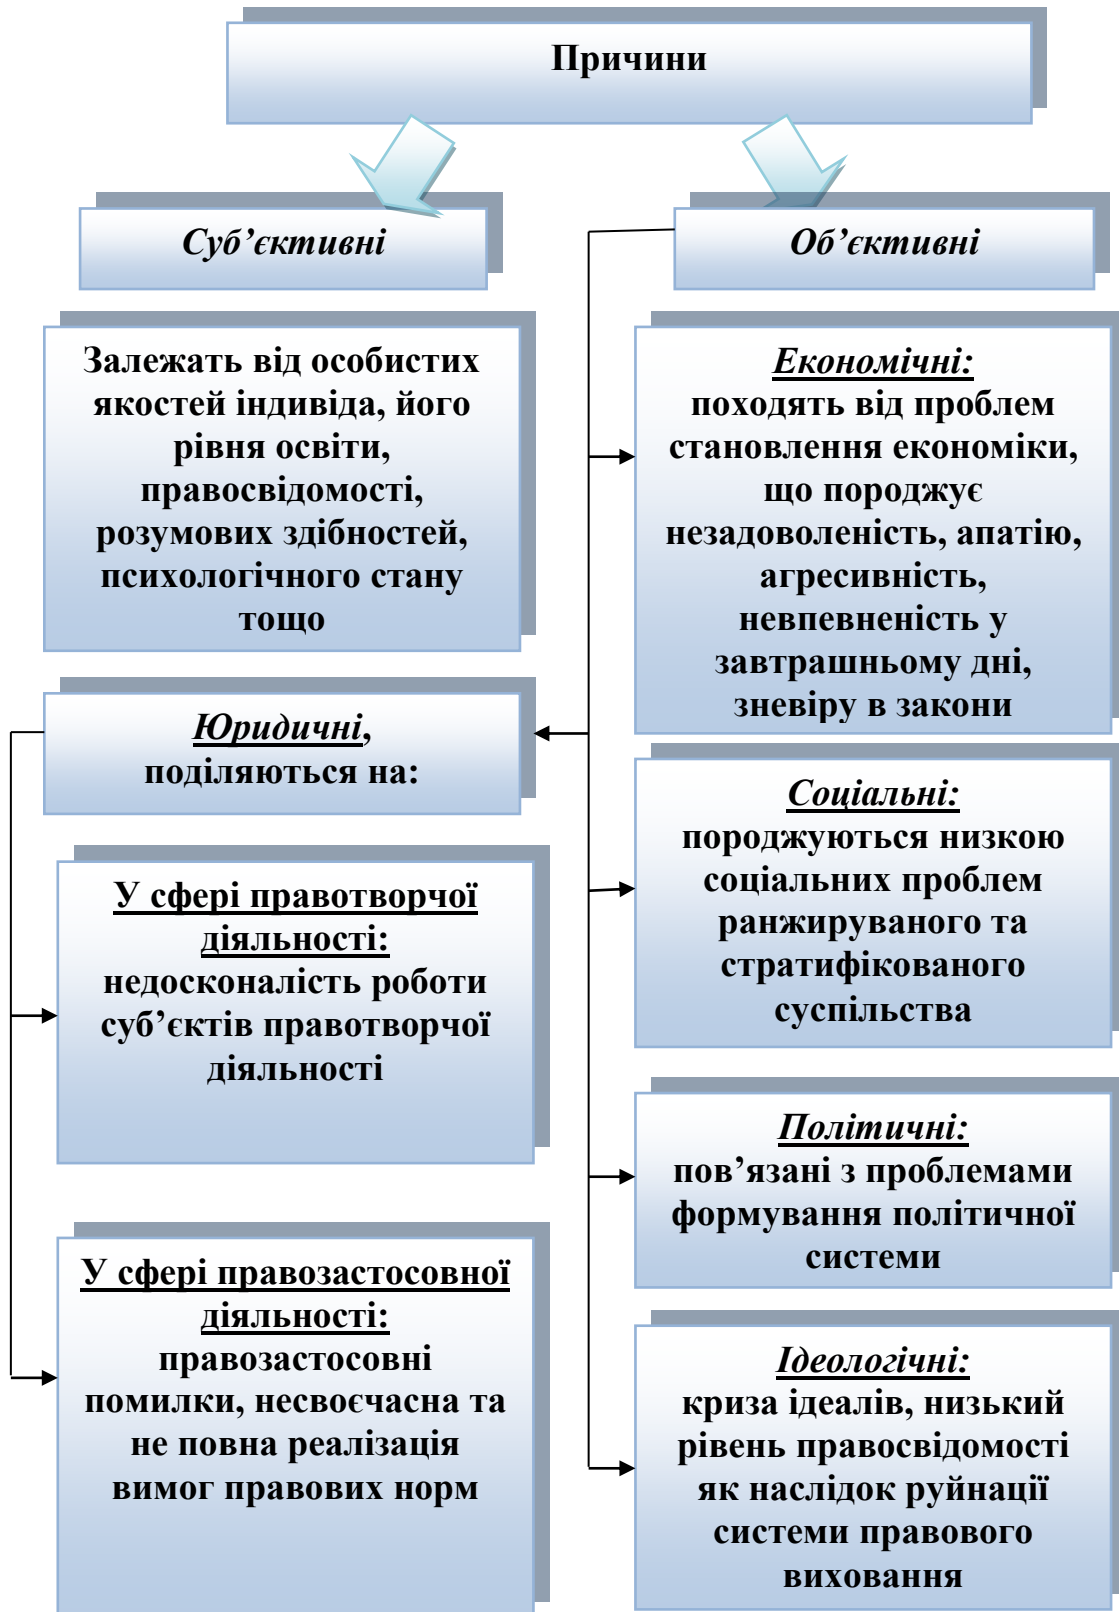 Причини
Суб’єктивні
Залежать від особистих
якостей індивіда, його
рівня освіти,
правосвідомості,
розумових здібностей,
психологічного стану
тощо
Об’єктивні
Економічні:
походять від проблем
становлення економіки,
що породжує
незадоволеність, апатію,
агресивність,
невпевненість у
завтрашньому дні,
зневіру в закони
Юридичні,
поділяються на:
У сфері правотворчої
діяльності:
недосконалість роботи
суб’єктів правотворчої
діяльності
У сфері правозастосовної
діяльності:
правозастосовні
помилки, несвоєчасна та
не повна реалізація
вимог правових норм
Соціальні:
породжуються низкою
соціальних проблем
ранжируваного та
стратифікованого
суспільства
Політичні:
пов’язані з проблемами
формування політичної
системи
Ідеологічні:
криза ідеалів, низький
рівень правосвідомості
як наслідок руйнації
системи правового
виховання